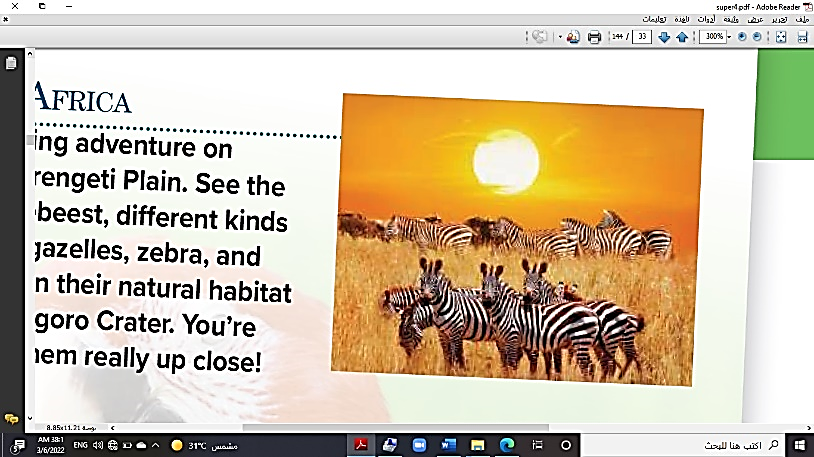 super4.pdf - Adobe Reader
ملف تحرير عرض وثيقة أدوات نافذة تعليمات
144 / 33
300%
AFRICA
ing adventure on
rengeti Plain. See the
ebeest, different kinds
gazelles, zebra, and
n their natural habitat
goro Crater. You're
hem really up close!
8.85x11.21 بوصة
AM 38:1
3/6/2022
ENG
31°C مشمس
اكتب هنا للبحث